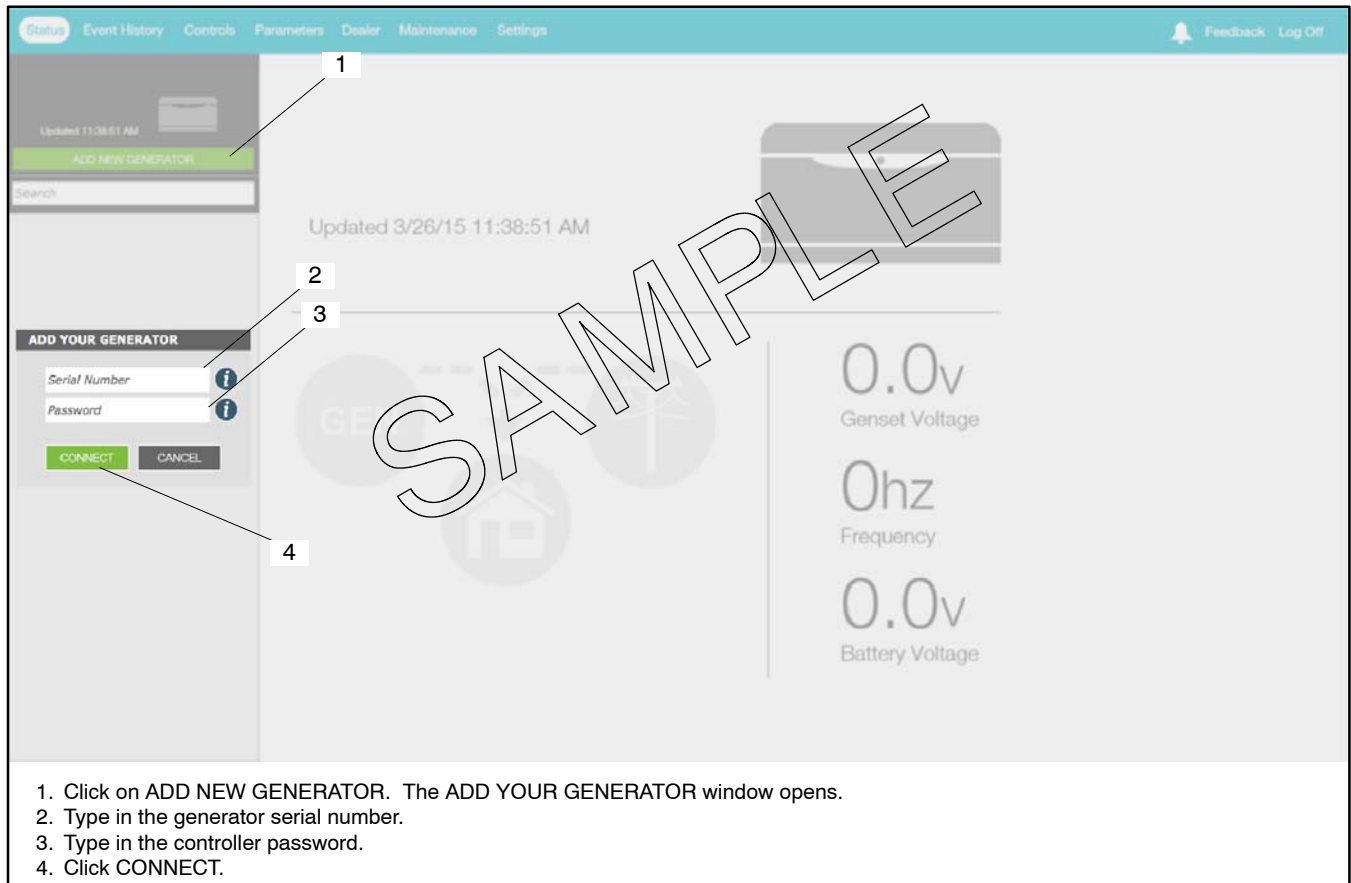 Status Event History Controls Parameters Dealer Maintenance Settings Feedback Log Off
1
Updated 11:38:51 AM
ADD NEW GENERATOR
Search
Updated 3/26/15 11:38:51 AM
2
3
ADD YOUR GENERATOR
Serial Number
Password
CONNECT CANCEL
4
GEN
SAMPLE
0.0v
Genset Voltage
0hz
Frequency
0.0v
Battery Voltage
1. Click on ADD NEW GENERATOR. The ADD YOUR GENERATOR window opens.
2. Type in the generator serial number.
3. Type in the controller password.
4. Click CONNECT.